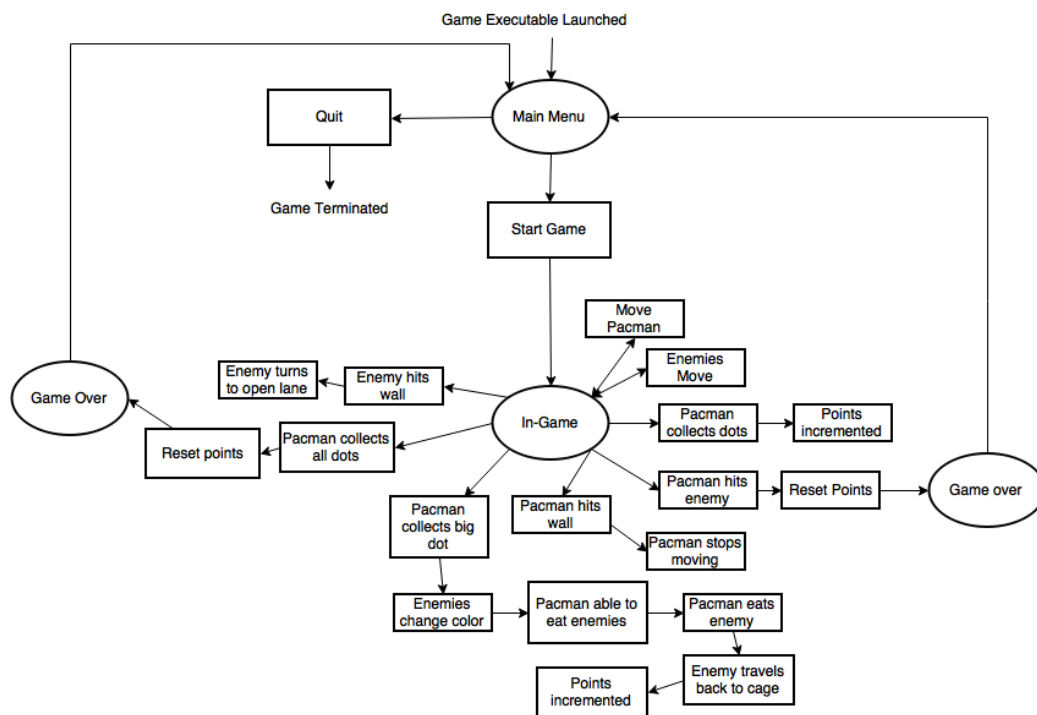 Game Executable Launched
Quit
Main Menu
Game Terminated
Start Game
Move
Pacman
Enemies
Move
Enemy turns
to open lane
Enemy hits
wall
Game Over
In-Game
Pacman
collects dots
Points
incremented
Reset points
Pacman collects
all dots
Pacman hits
enemy
Reset Points
Game over
Pacman
collects big
dot
Pacman hits
wall
Pacman stops
moving
Enemies
change color
Pacman able to
eat enemies
Pacman eats
enemy
Enemy travels
back to cage
Points
incremented